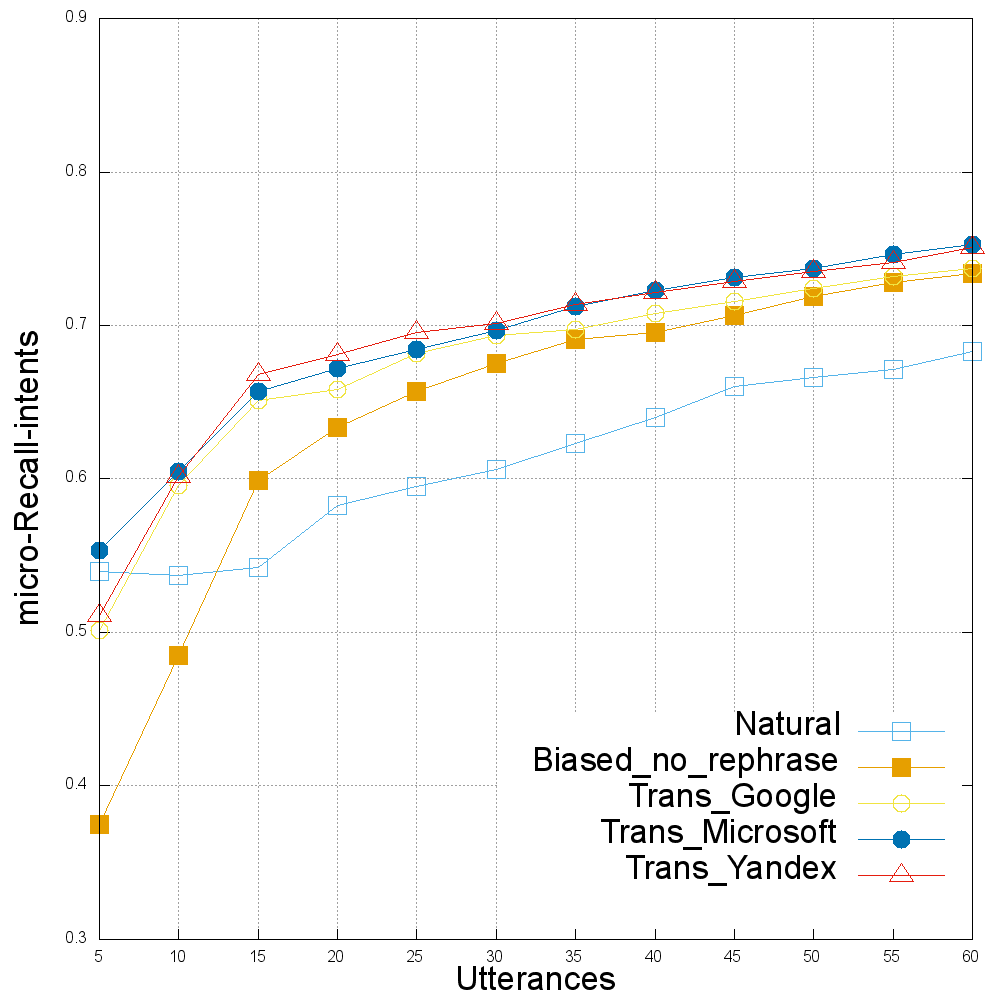 0.9
0.8
0.7
0.6
0.5
0.4
0.3
micro-Recall-intents
Natural
Biased_no_rephrase
Trans_Google
Trans_Microsoft
Trans_Yandex
5 10 15 20 25 30 35 40 45 50 55 60
Utterances